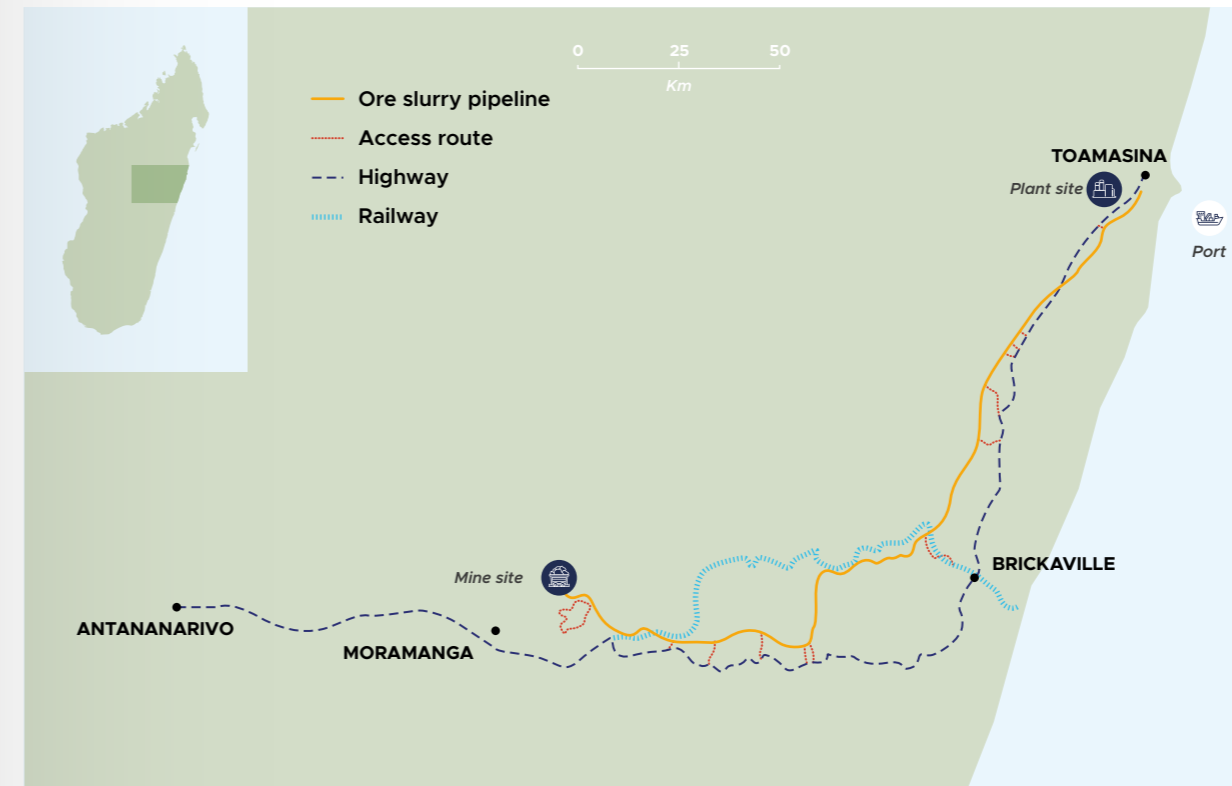 0 25 50
Km
Ore slurry pipeline
Access route
Highway
Railway
TOAMASINA
Plant site
Port
Mine site
BRICKAVILLE
ANTANANARIVO
MORAMANGA